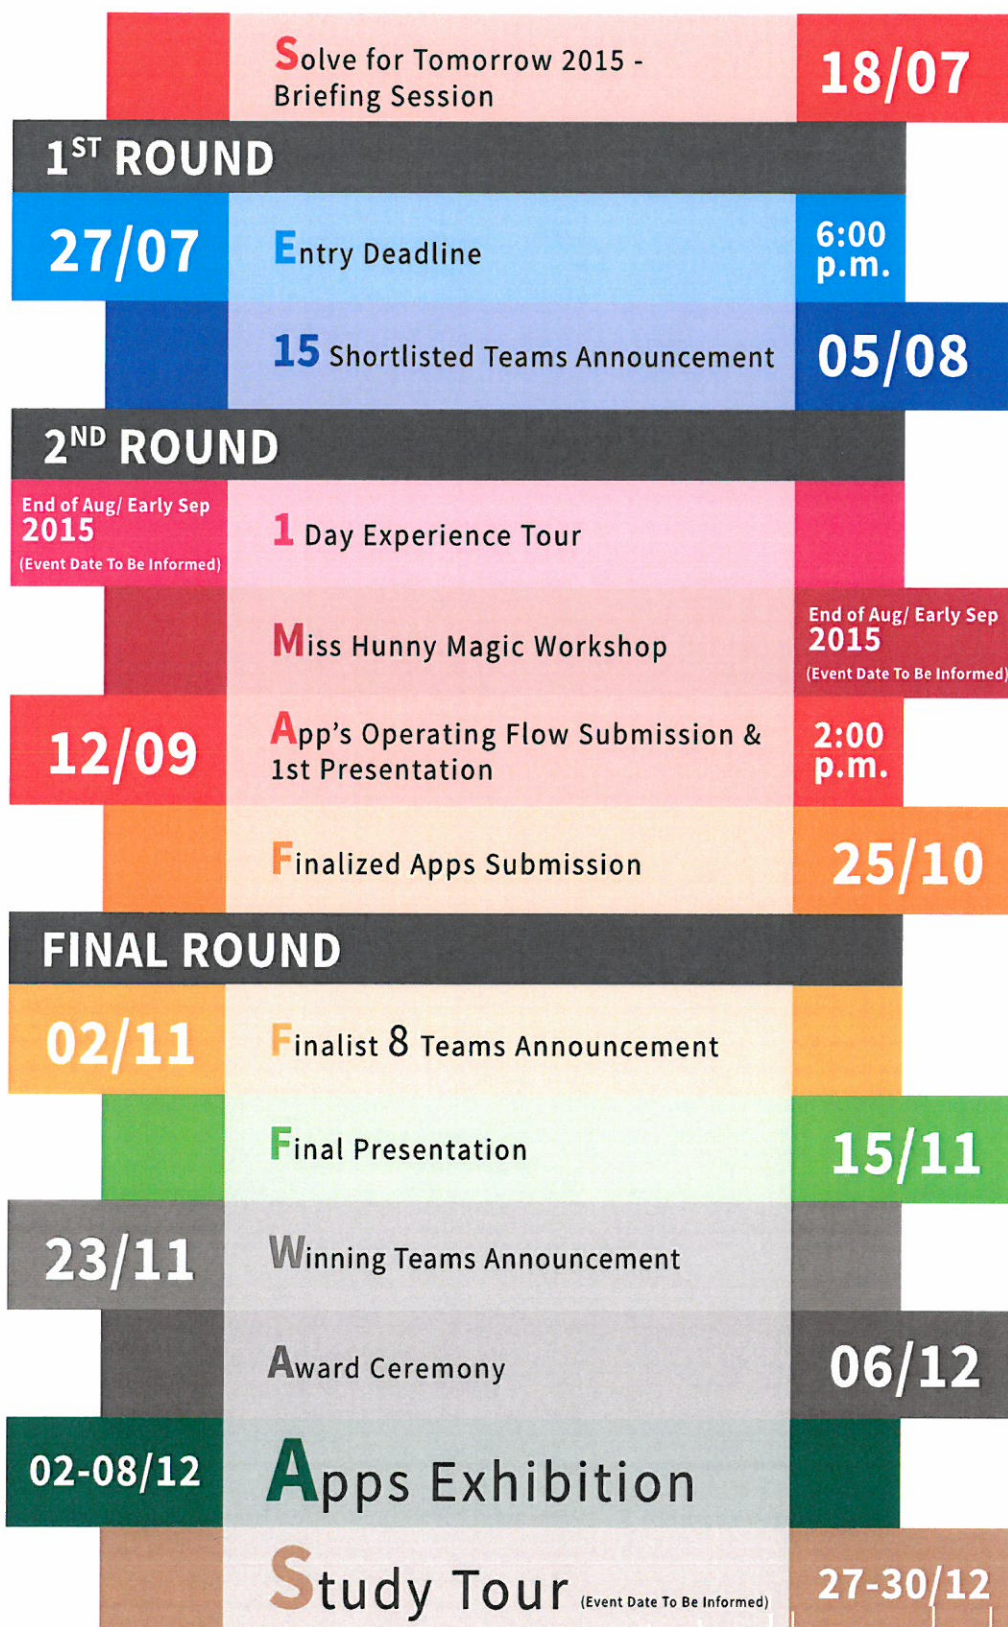 Solve for Tomorrow 2015 -
Briefing Session
18/07
1ST ROUND
27/07
Entry Deadline
6:00
p.m.
15 Shortlisted Teams Announcement
05/08
2ND ROUND
End of Aug/ Early Sep
2015
(Event Date To Be Informed)
1 Day Experience Tour
Miss Hunny Magic Workshop
End of Aug/ Early Sep
2015
(Event Date To Be Informed)
12/09
App's Operating Flow Submission &
1st Presentation
2:00
p.m.
Finalized Apps Submission
25/10
FINAL ROUND
02/11
Finalist 8 Teams Announcement
Final Presentation
15/11
23/11
Winning Teams Announcement
Award Ceremony
06/12
02-08/12
Apps Exhibition
Study Tour (Event Date To Be Informed)
27-30/12